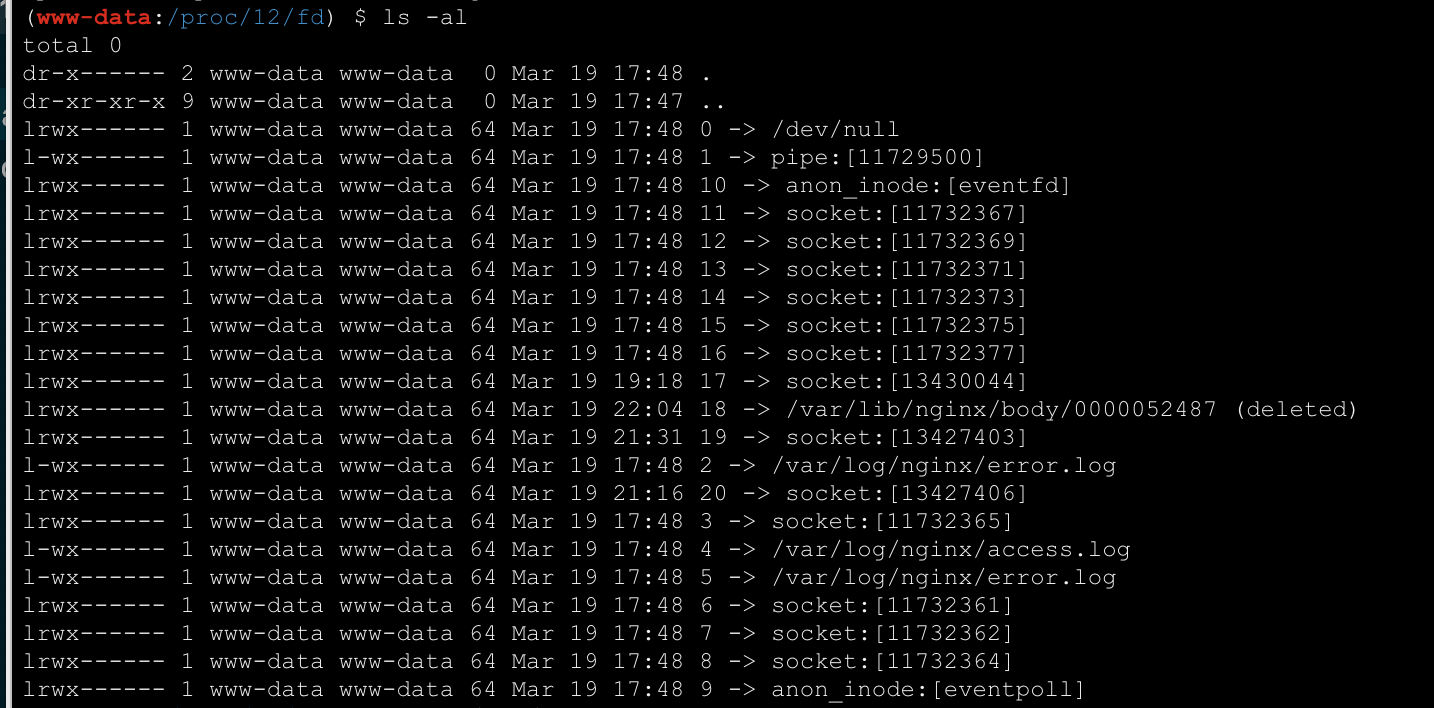 (www-data:/proc/12/fd) $ ls -al
total 0
dr-x------ 2 www-data www-data  0 Mar 19 17:48 .
dr-xr-xr-x 9 www-data www-data  0 Mar 19 17:47 ..
lrwx------ 1 www-data www-data 64 Mar 19 17:48 0 -> /dev/null
l-wx------ 1 www-data www-data 64 Mar 19 17:48 1 -> pipe:[11729500]
lrwx------ 1 www-data www-data 64 Mar 19 17:48 10 -> anon_inode:[eventfd]
lrwx------ 1 www-data www-data 64 Mar 19 17:48 11 -> socket:[11732367]
lrwx------ 1 www-data www-data 64 Mar 19 17:48 12 -> socket:[11732369]
lrwx------ 1 www-data www-data 64 Mar 19 17:48 13 -> socket:[11732371]
lrwx------ 1 www-data www-data 64 Mar 19 17:48 14 -> socket:[11732373]
lrwx------ 1 www-data www-data 64 Mar 19 17:48 15 -> socket:[11732375]
lrwx------ 1 www-data www-data 64 Mar 19 17:48 16 -> socket:[11732377]
lrwx------ 1 www-data www-data 64 Mar 19 19:18 17 -> socket:[13430044]
lrwx------ 1 www-data www-data 64 Mar 19 22:04 18 -> /var/lib/nginx/body/0000052487 (deleted)
lrwx------ 1 www-data www-data 64 Mar 19 21:31 19 -> socket:[13427403]
l-wx------ 1 www-data www-data 64 Mar 19 17:48 2 -> /var/log/nginx/error.log
lrwx------ 1 www-data www-data 64 Mar 19 21:16 20 -> socket:[13427406]
lrwx------ 1 www-data www-data 64 Mar 19 17:48 3 -> socket:[11732365]
l-wx------ 1 www-data www-data 64 Mar 19 17:48 4 -> /var/log/nginx/access.log
l-wx------ 1 www-data www-data 64 Mar 19 17:48 5 -> /var/log/nginx/error.log
lrwx------ 1 www-data www-data 64 Mar 19 17:48 6 -> socket:[11732361]
lrwx------ 1 www-data www-data 64 Mar 19 17:48 7 -> socket:[11732362]
lrwx------ 1 www-data www-data 64 Mar 19 17:48 8 -> socket:[11732364]
lrwx------ 1 www-data www-data 64 Mar 19 17:48 9 -> anon_inode:[eventpoll]